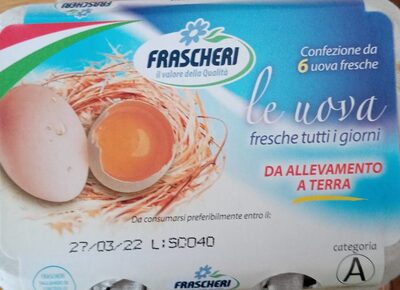 FRASCHERI
il valore della Qualità
Confezione da
6 uova fresche
le uova
fresche tutti i giorni
DA ALLEVAMENTO
A TERRA
Da consumarsi preferibilmente entro il:
27/03/22 L:SG040
categoria
A
FRASCHERI